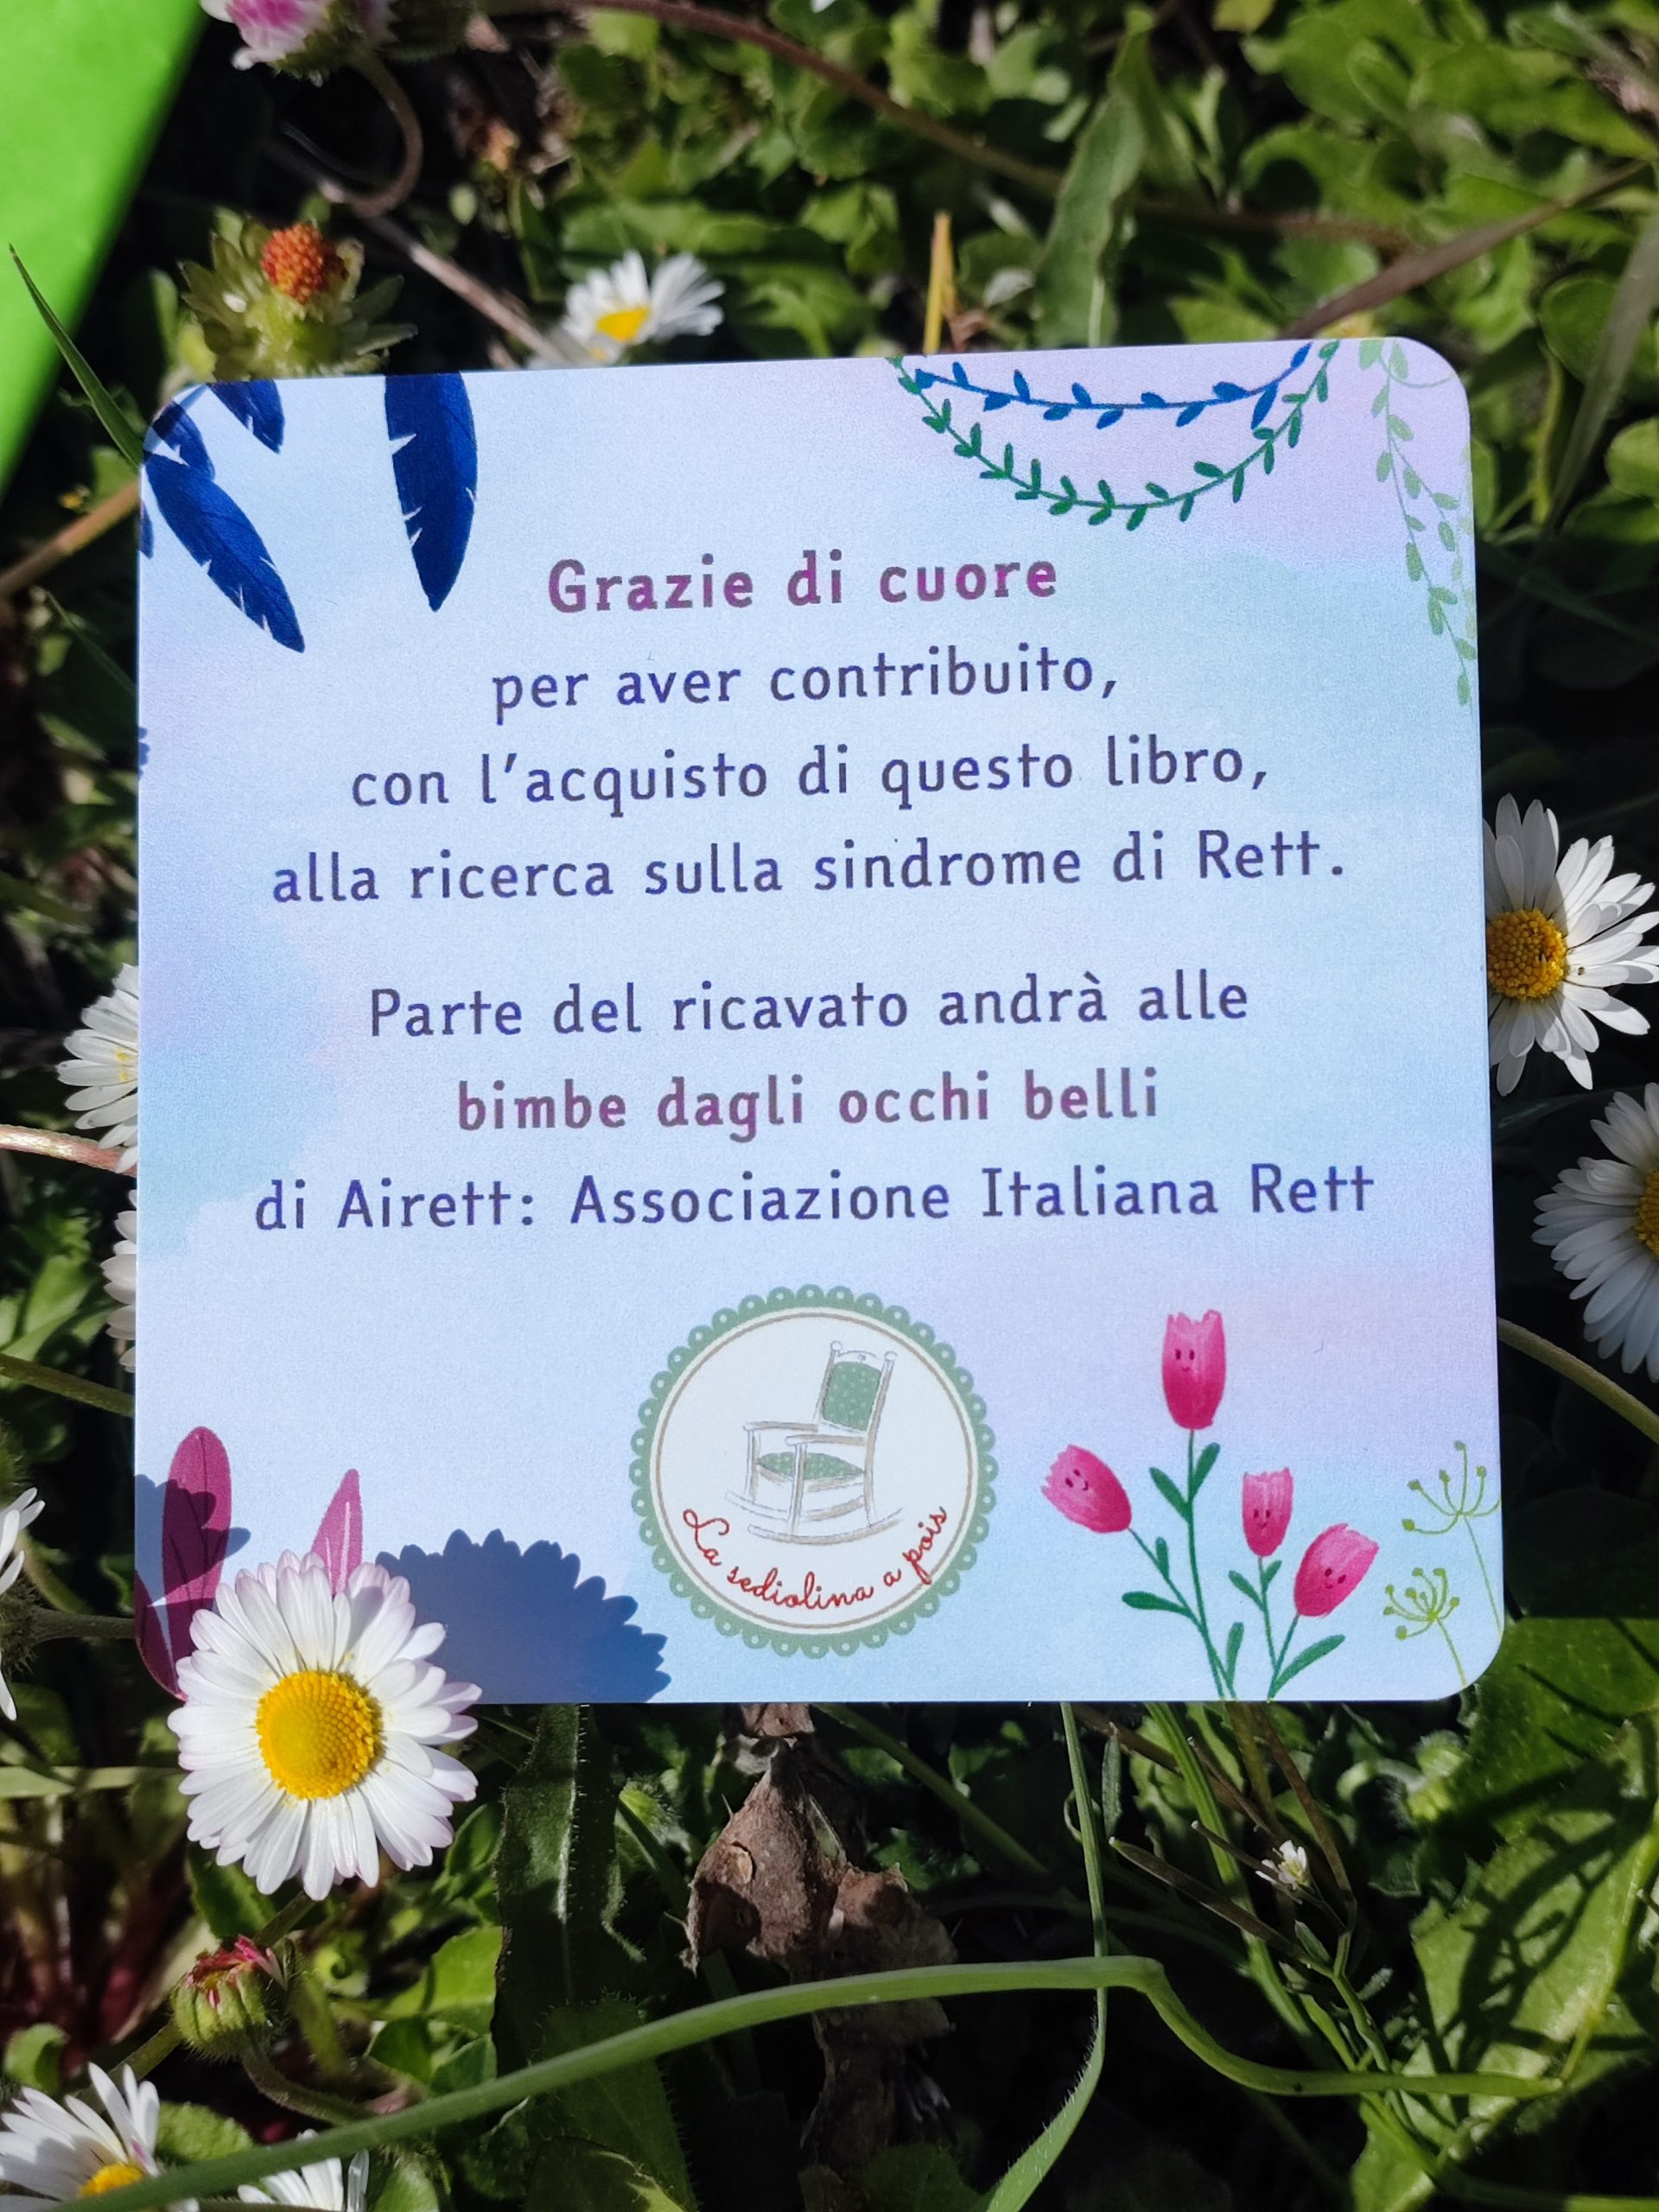 Grazie di cuore
per aver contribuito,
con l'acquisto di questo libro,
alla ricerca sulla sindrome di Rett.
Parte del ricavato andrà alle
bimbe dagli occhi belli
di Airett: Associazione Italiana Rett
La sediolina a pois